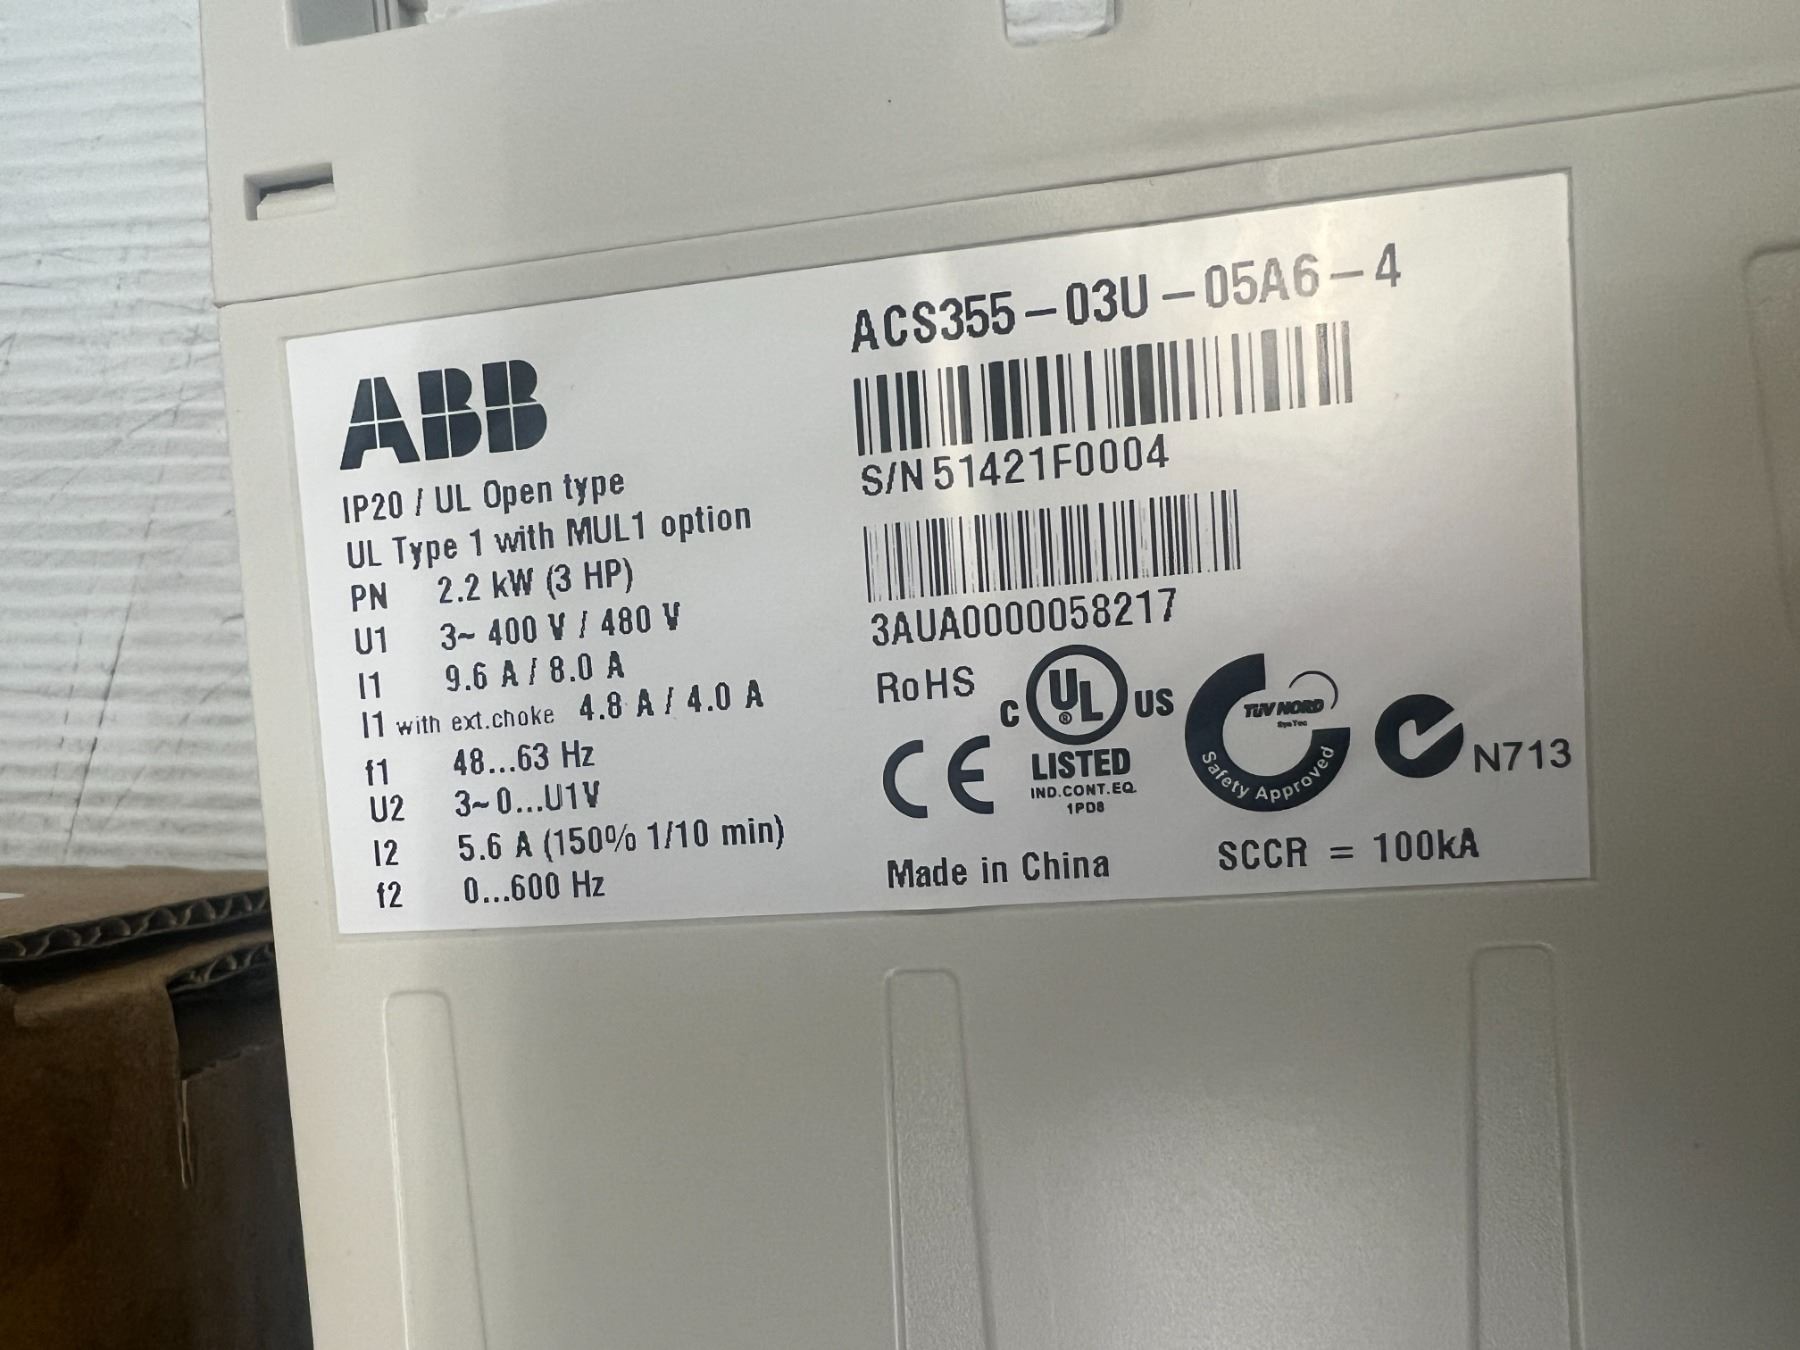 ABB
IP20 / UL Open type
UL Type 1 with MUL1 option
PN 2.2 kW (3 HP)
U1 3~ 400 V / 480 V
I1 9.6 A / 8.0 A
I1 with ext.choke 4.8 A / 4.0 A
f1 48...63 Hz
U2 3~ 0...U1V
I2 5.6 A (150% 1/10 min)
f2 0...600 Hz
ACS355-03U-05A6-4
S/N 51421F0004
3AUA0000058217
RoHS
C UL ® US
LISTED
IND.CONT.EQ.
1PD8
CE
TUV NORD
SysTec
Safety Approved
N713
Made in China
SCCR = 100kA